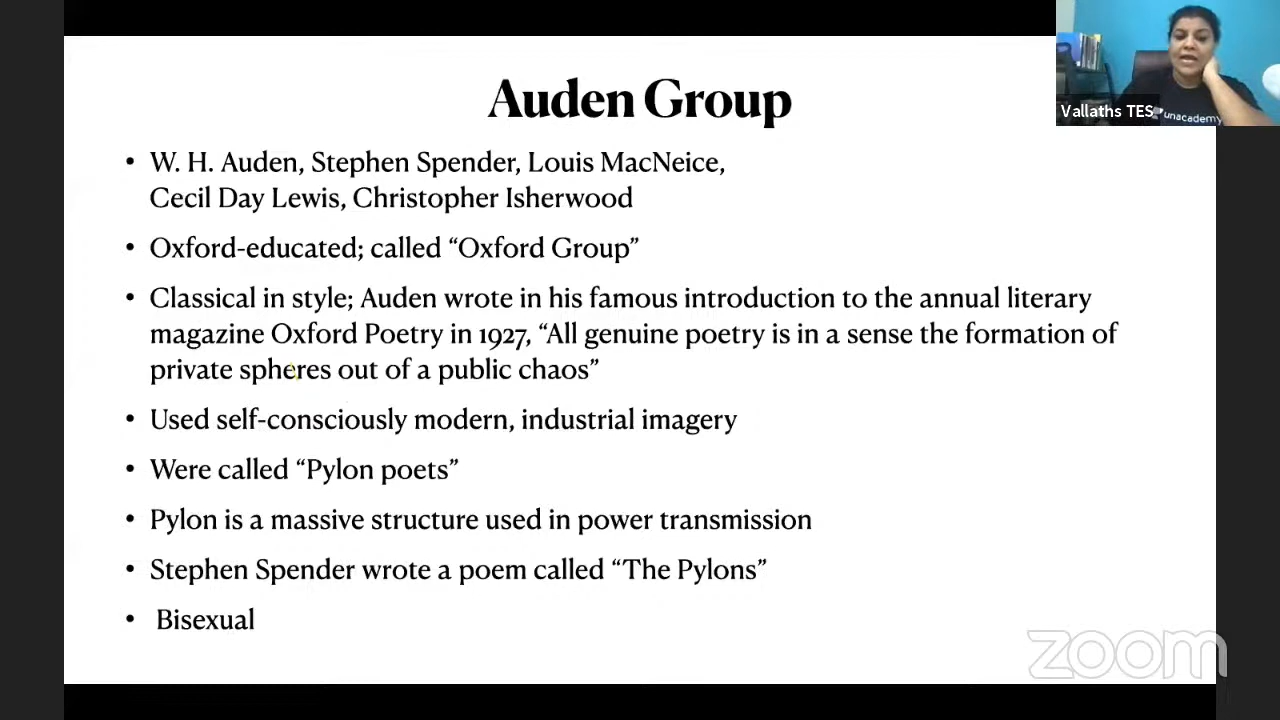 Auden Group
• W. H. Auden, Stephen Spender, Louis MacNeice,
Cecil Day Lewis, Christopher Isherwood
• Oxford-educated; called “Oxford Group”
• Classical in style; Auden wrote in his famous introduction to the annual literary
magazine Oxford Poetry in 1927, “All genuine poetry is in a sense the formation of
private spheres out of a public chaos”
• Used self-consciously modern, industrial imagery
• Were called “Pylon poets”
• Pylon is a massive structure used in power transmission
• Stephen Spender wrote a poem called “The Pylons”
• Bisexual
Vallaths TES
unacademy
zoom